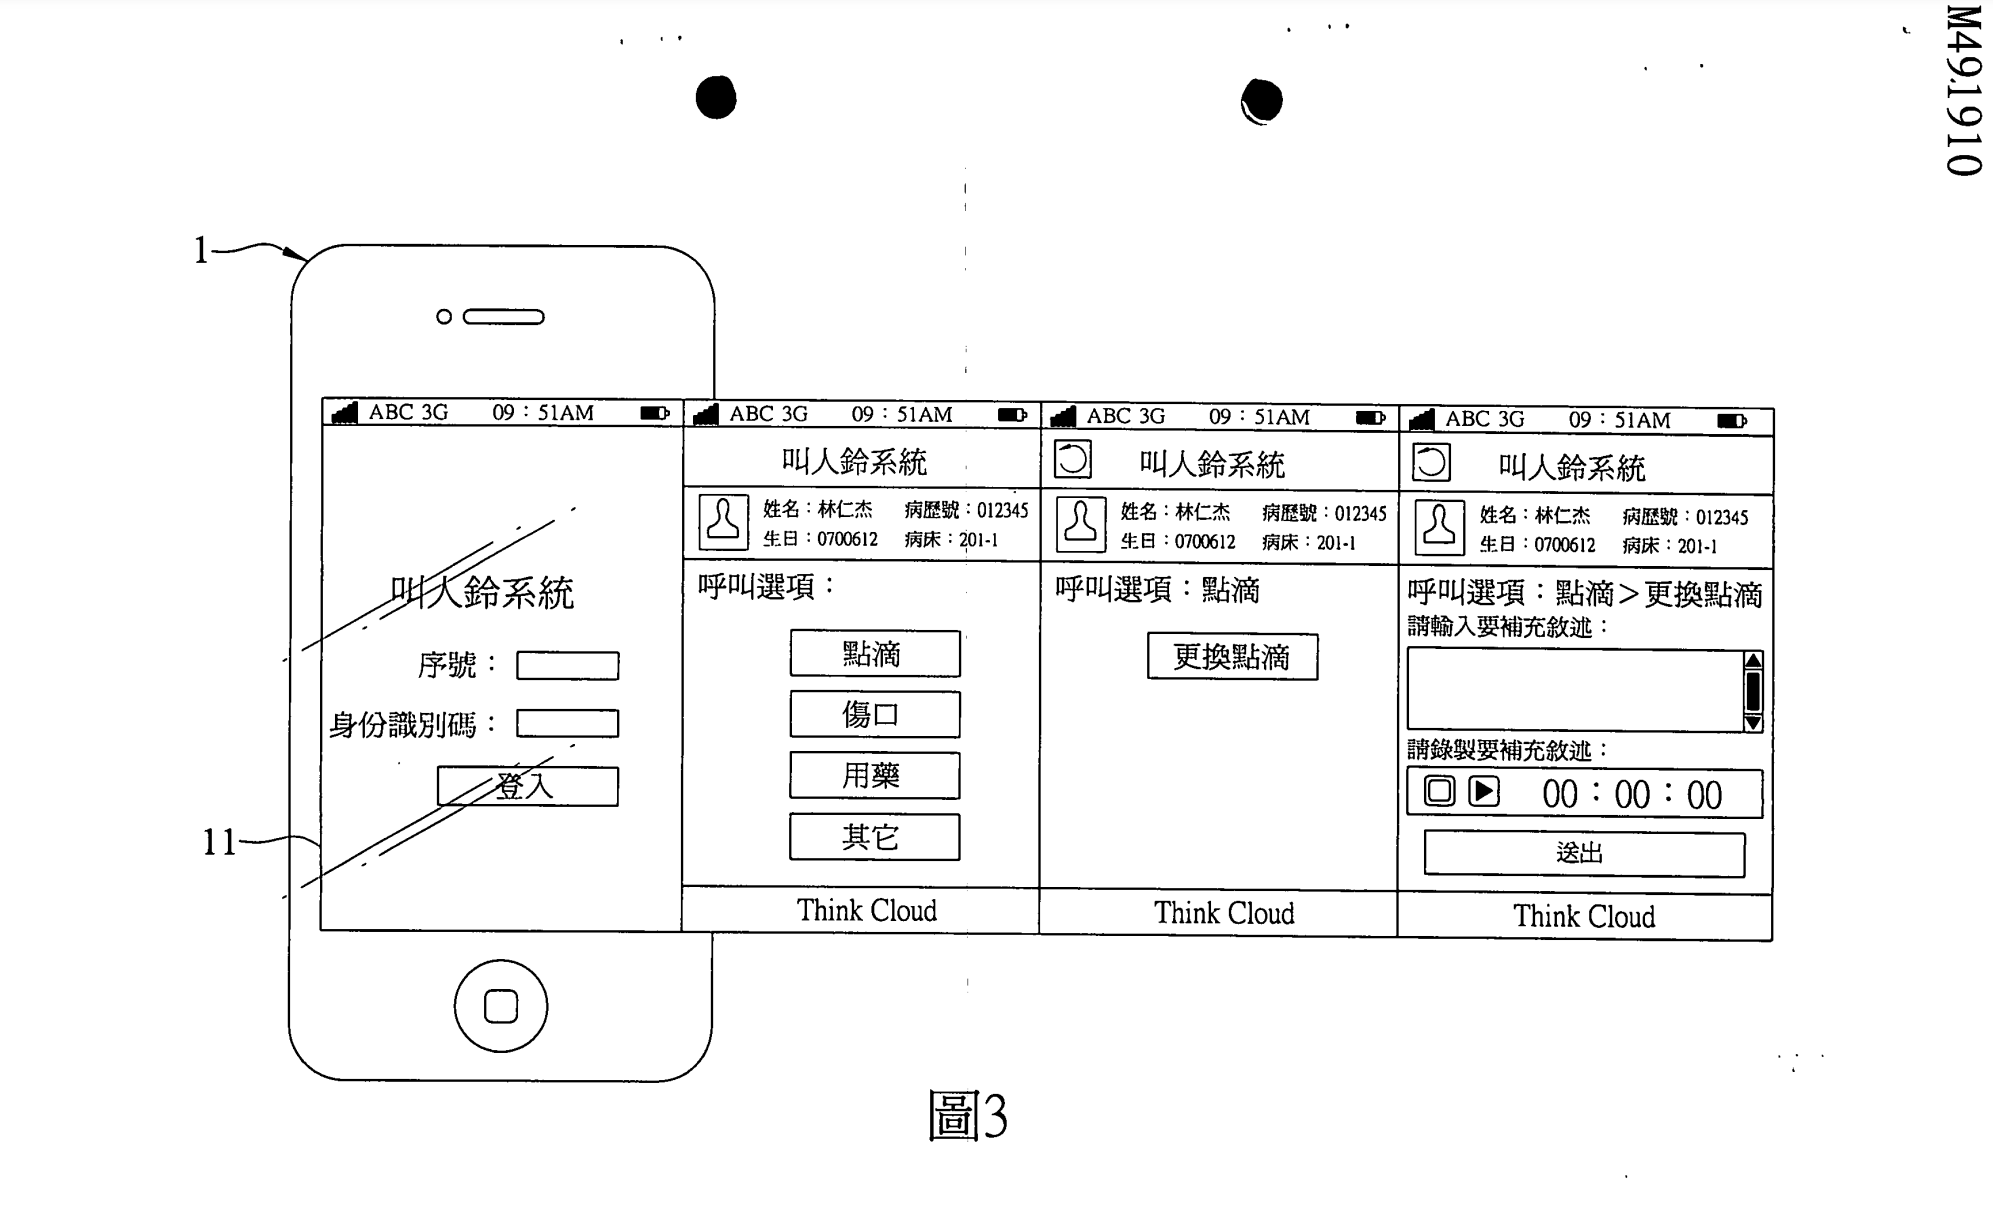 M491910
1
11
ABC 3G 09：51AM
叫人鈴系統
序號：
身份識別碼：
登入
ABC 3G 09：51AM
叫人鈴系統
姓名：林仁杰 病歷號：012345
生日：0700612 病床：201-1
呼叫選項：
點滴
傷口
用藥
其它
Think Cloud
ABC 3G 09：51AM
叫人鈴系統
姓名：林仁杰 病歷號：012345
生日：0700612 病床：201-1
呼叫選項：點滴
更換點滴
Think Cloud
ABC 3G 09：51AM
叫人鈴系統
姓名：林仁杰 病歷號：012345
生日：0700612 病床：201-1
呼叫選項：點滴＞更換點滴
請輸入要補充敘述：
請錄製要補充敘述：
00：00：00
送出
Think Cloud
圖3